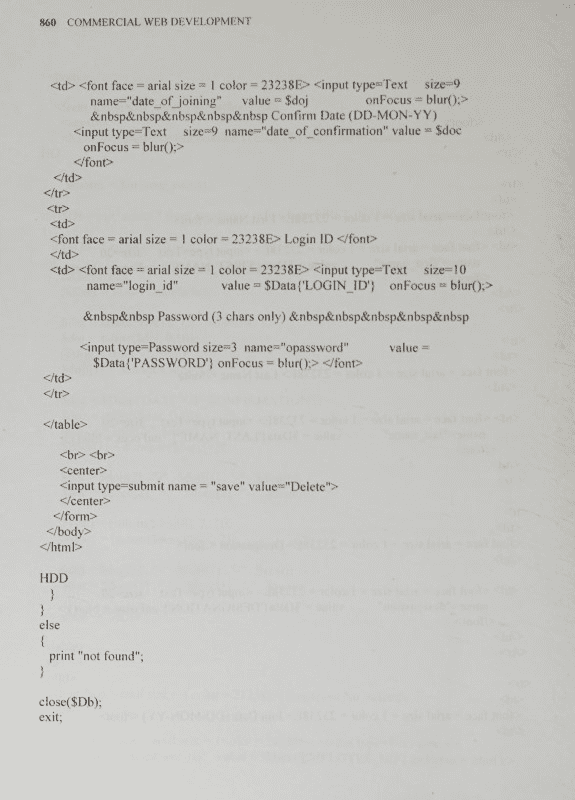 860 COMMERCIAL WEB DEVELOPMENT
<td> <font face = arial size = 1 color = 23238E> <input type=Text size=9
name="date_of_joining" value = $doj onFocus = blur();>
&nbsp&nbsp&nbsp&nbsp&nbsp Confirm Date (DD-MON-YY)
<input type=Text size=9 name="date_of_confirmation" value = $doc
onFocus = blur();>
</font>
</td>
</tr>
<tr>
<td>
<font face = arial size = 1 color = 23238E> Login ID </font>
</td>
<td> <font face = arial size = 1 color = 23238E> <input type=Text size=10
name="login_id" value = $Data{'LOGIN_ID'} onFocus = blur();>
&nbsp&nbsp Password (3 chars only) &nbsp&nbsp&nbsp&nbsp&nbsp
<input type=Password size=3 name="opassword" value =
$Data{'PASSWORD'} onFocus = blur();> </font>
</td>
</tr>
</table>
<br> <br>
<center>
<input type=submit name = "save" value="Delete">
</center>
</form>
</body>
</html>
HDD
}
}
else
{
print "not found";
}
close($Db);
exit;